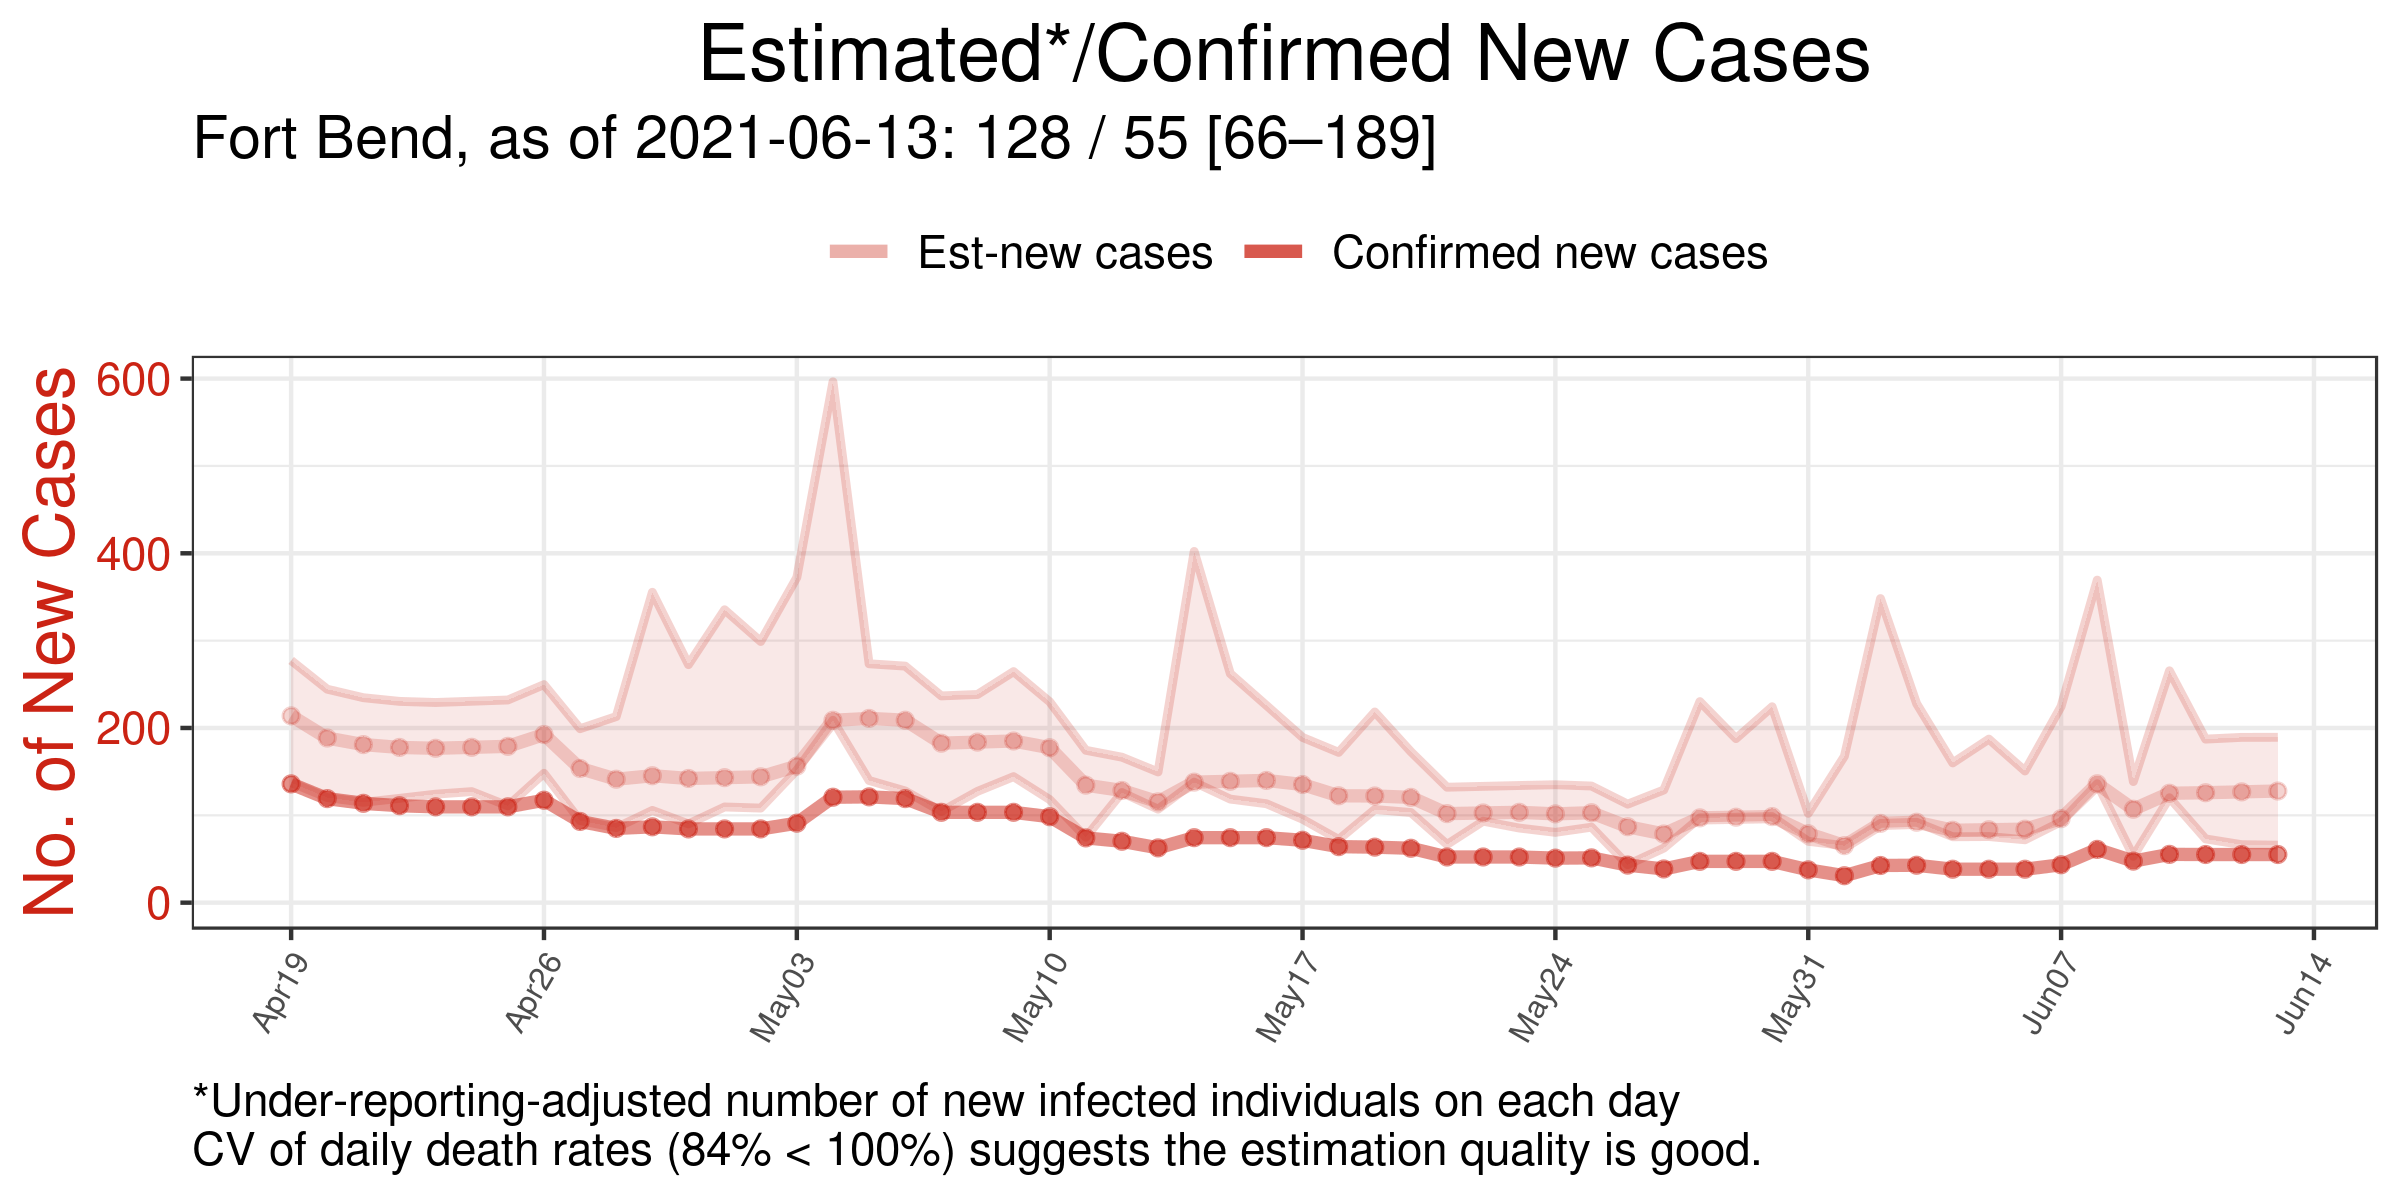 Estimated*/Confirmed New Cases
Fort Bend, as of 2021-06-13: 128 / 55 [66–189]
Est-new cases
Confirmed new cases
No. of New Cases
600
400
200
0
Apr19
Apr26
May03
May10
May17
May24
May31
Jun07
Jun14
*Under-reporting-adjusted number of new infected individuals on each day
CV of daily death rates (84% < 100%) suggests the estimation quality is good.